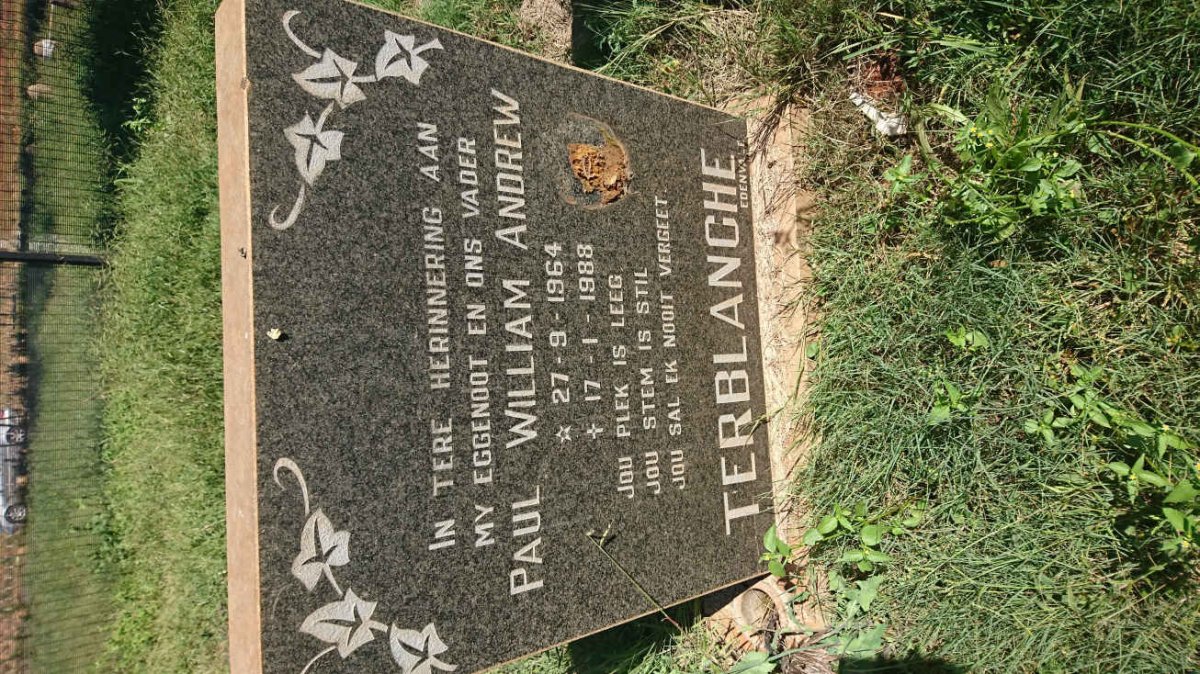 IN TERE HERINNERING AAN
MY EGGENOOT EN ONS VADER
PAUL WILLIAM ANDREW
☆ 27-9-1964
+ 17-1-1988
JOU PLEK IS LEEG
JOU STEM IS STIL
JOU SAL EK NOOIT VERGEET.
TERBLANCHE